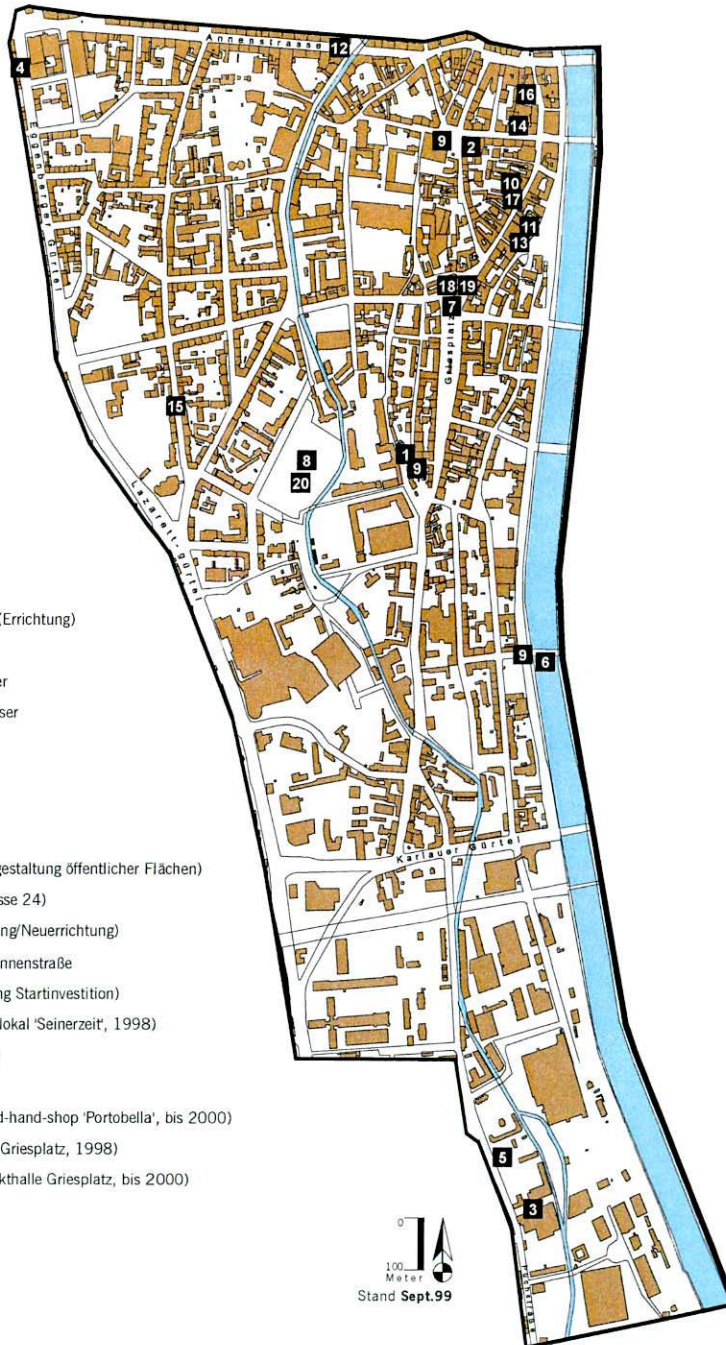 Annenstrasse
12
4
16
14
9
2
10
17
11
13
18
19
7
Griesplatz
Eggenberger Gürtel
15
8
20
1
9
Lazarett-gürtel
(Errichtung)
er
ser
9
6
gestaltung öffentlicher Flächen)
Karlauer Gürtel
sse 24)
ng/Neuerrichtung)
nnenstraße
ng Startinvestition)
lokal 'Seinerzeit', 1998)
d-hand-shop 'Portobella', bis 2000)
Griesplatz, 1998)
kthalle Griesplatz, bis 2000)
5
3
0
100
Meter
Stand Sept.99
Puchstraße